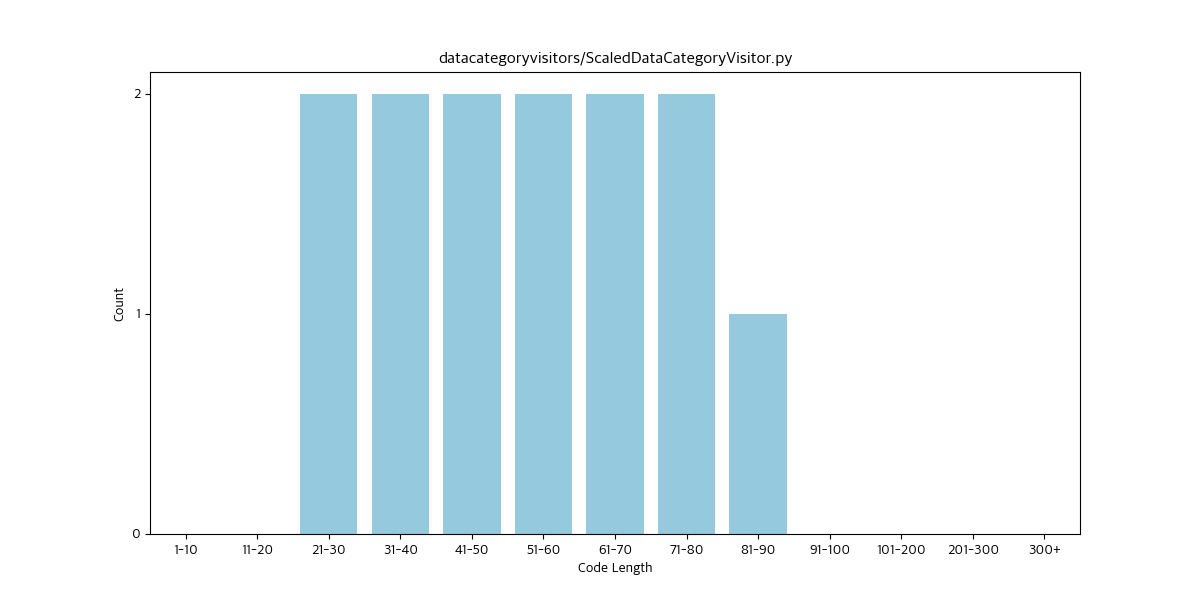 datacategoryvisitors/ScaledDataCategoryVisitor.py
2
1
0
Count
1-10 11-20 21-30 31-40 41-50 51-60 61-70 71-80 81-90 91-100 101-200 201-300 300+
Code Length